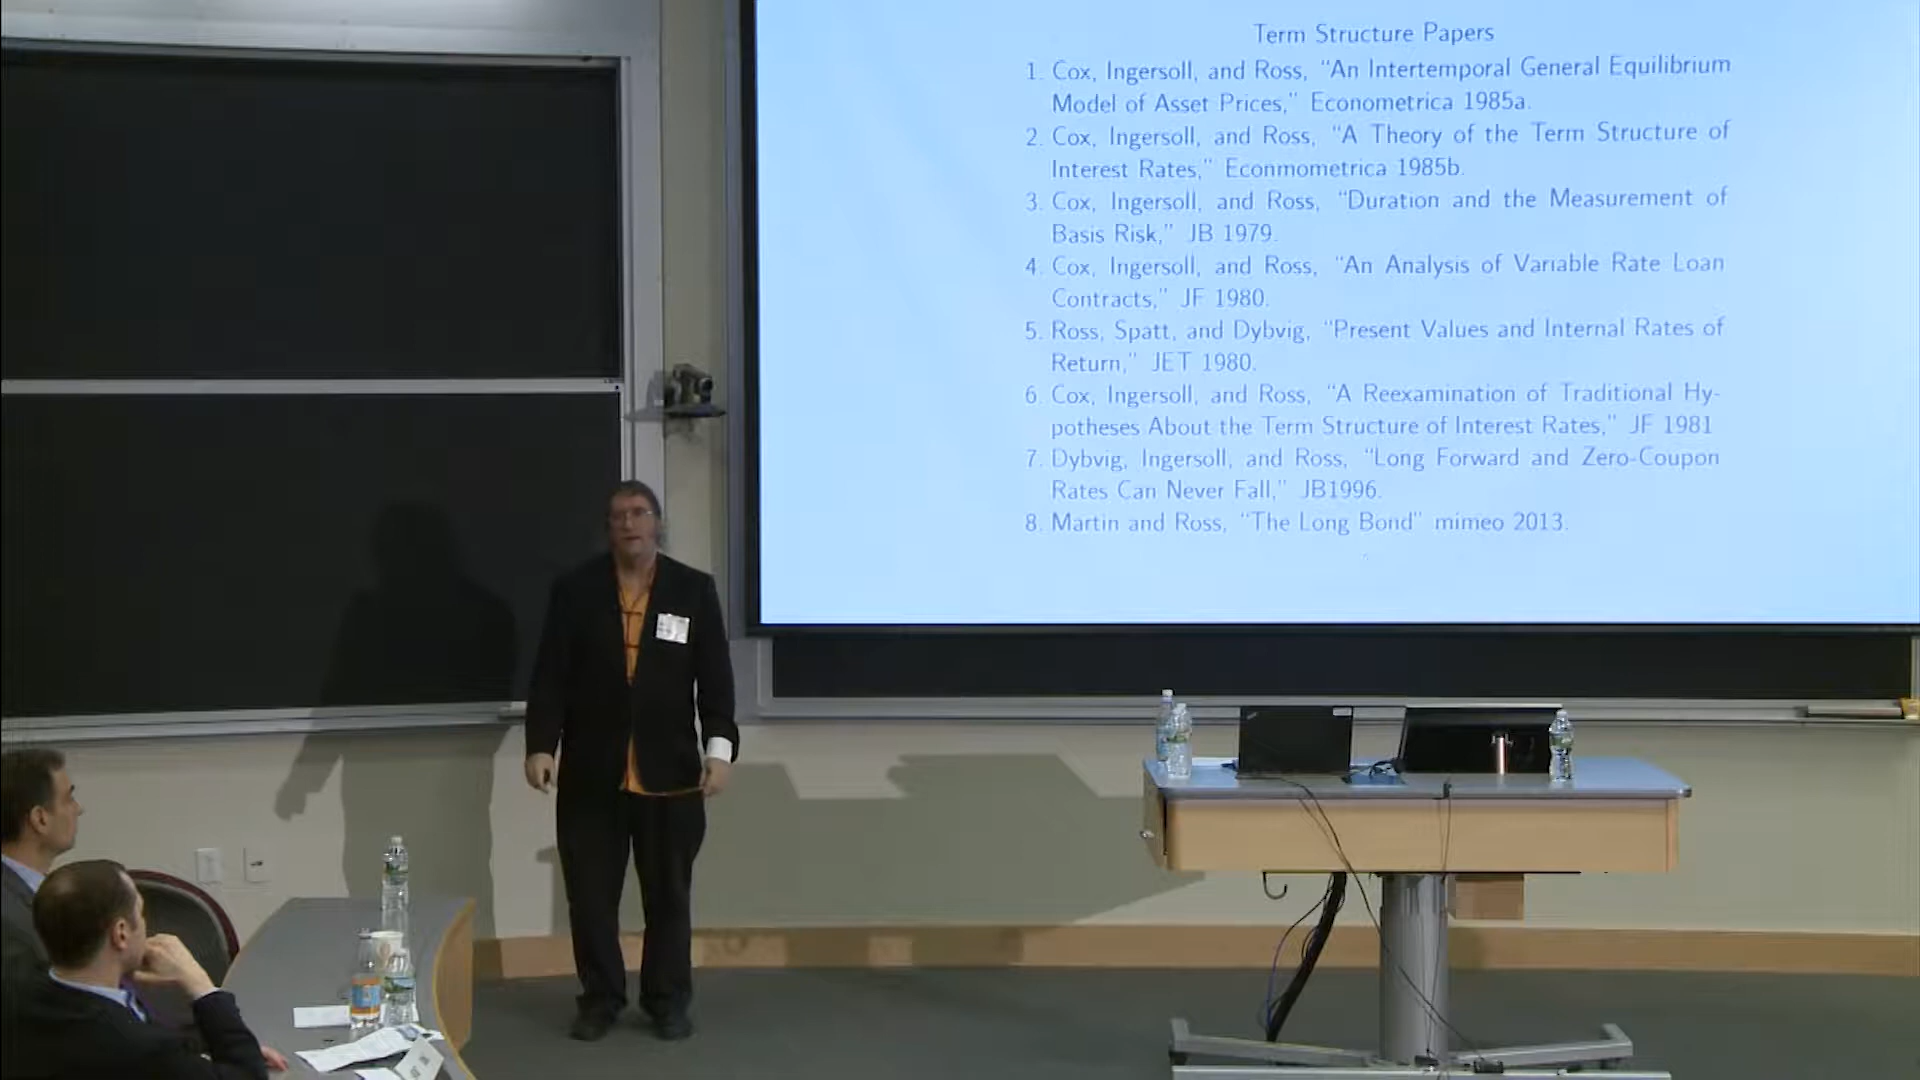 Term Structure Papers
1. Cox, Ingersoll, and Ross, “An Intertemporal General Equilibrium
Model of Asset Prices,” Econometrica 1985a.
2. Cox, Ingersoll, and Ross, “A Theory of the Term Structure of
Interest Rates,” Econmometrica 1985b.
3. Cox, Ingersoll, and Ross, “Duration and the Measurement of
Basis Risk,” JB 1979.
4. Cox, Ingersoll, and Ross, “An Analysis of Variable Rate Loan
Contracts,” JF 1980.
5. Ross, Spatt, and Dybvig, “Present Values and Internal Rates of
Return,” JET 1980.
6. Cox, Ingersoll, and Ross, “A Reexamination of Traditional Hy-
potheses About the Term Structure of Interest Rates,” JF 1981
7. Dybvig, Ingersoll, and Ross, “Long Forward and Zero-Coupon
Rates Can Never Fall,” JB1996.
8. Martin and Ross, “The Long Bond” mimeo 2013.